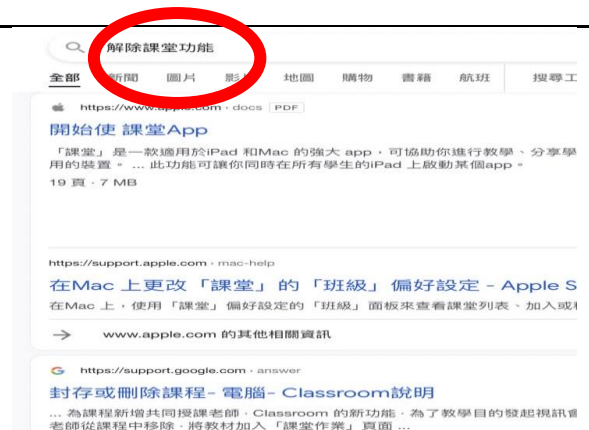 解除課堂功能
全部 新聞 圖片 影片 地圖 購物 書籍 航班 搜尋工
https://www.apple.com › docs PDF
開始使 課堂App
「課堂」是一款適用於iPad 和Mac 的強大 app，可協助你進行教學、分享學
用的裝置。 ... 此功能可讓你同時在所有學生的iPad 上啟動某個app。
19 頁 · 7 MB
https://support.apple.com › mac-help
在Mac 上更改「課堂」的「班級」偏好設定 - Apple S
在Mac 上，使用「課堂」偏好設定的「班級」面板來查看課堂列表、加入或
www.apple.com 的其他相關資訊
G https://support.google.com › answer
封存或刪除課程- 電腦- Classroom說明
... 為課程新增共同授課老師 · Classroom 的新功能 · 為了教學目的發起視訊
老師從課程中移除 · 將教材加入「課堂作業」頁面 ...